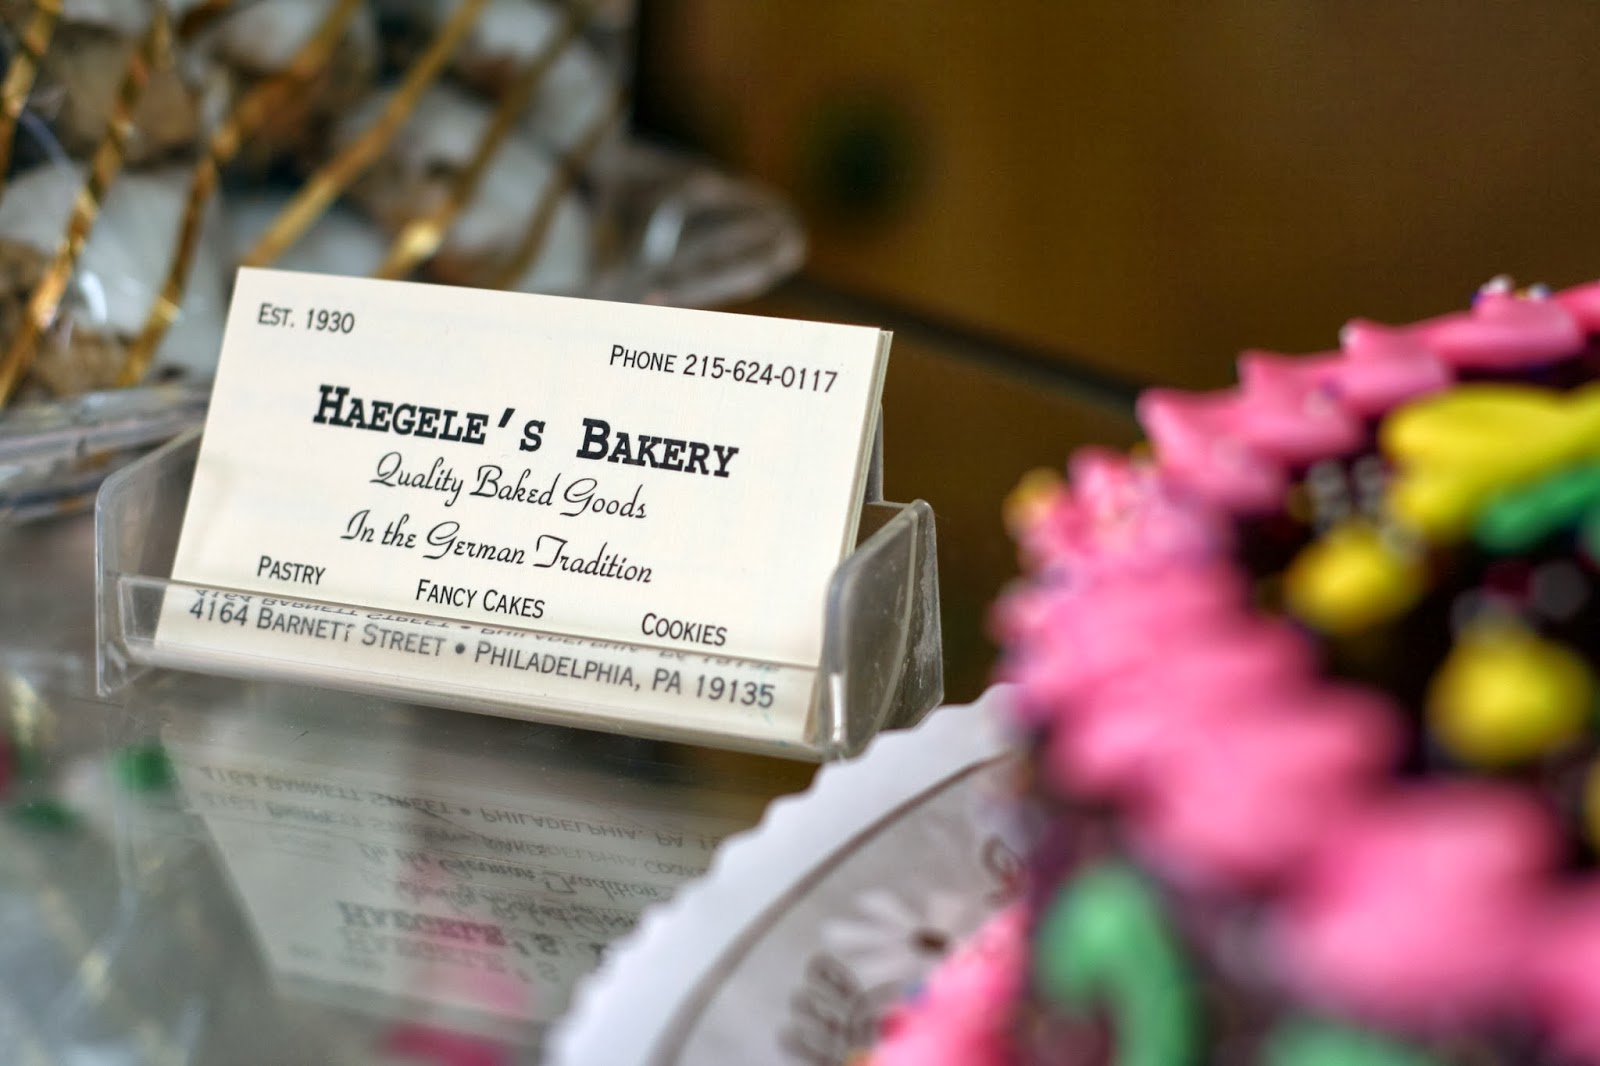 EST. 1930
PHONE 215-624-0117
HAEGELE'S BAKERY
Quality Baked Goods
In the German Tradition
PASTRY FANCY CAKES COOKIES
4164 BARNETT STREET • PHILADELPHIA, PA 19135